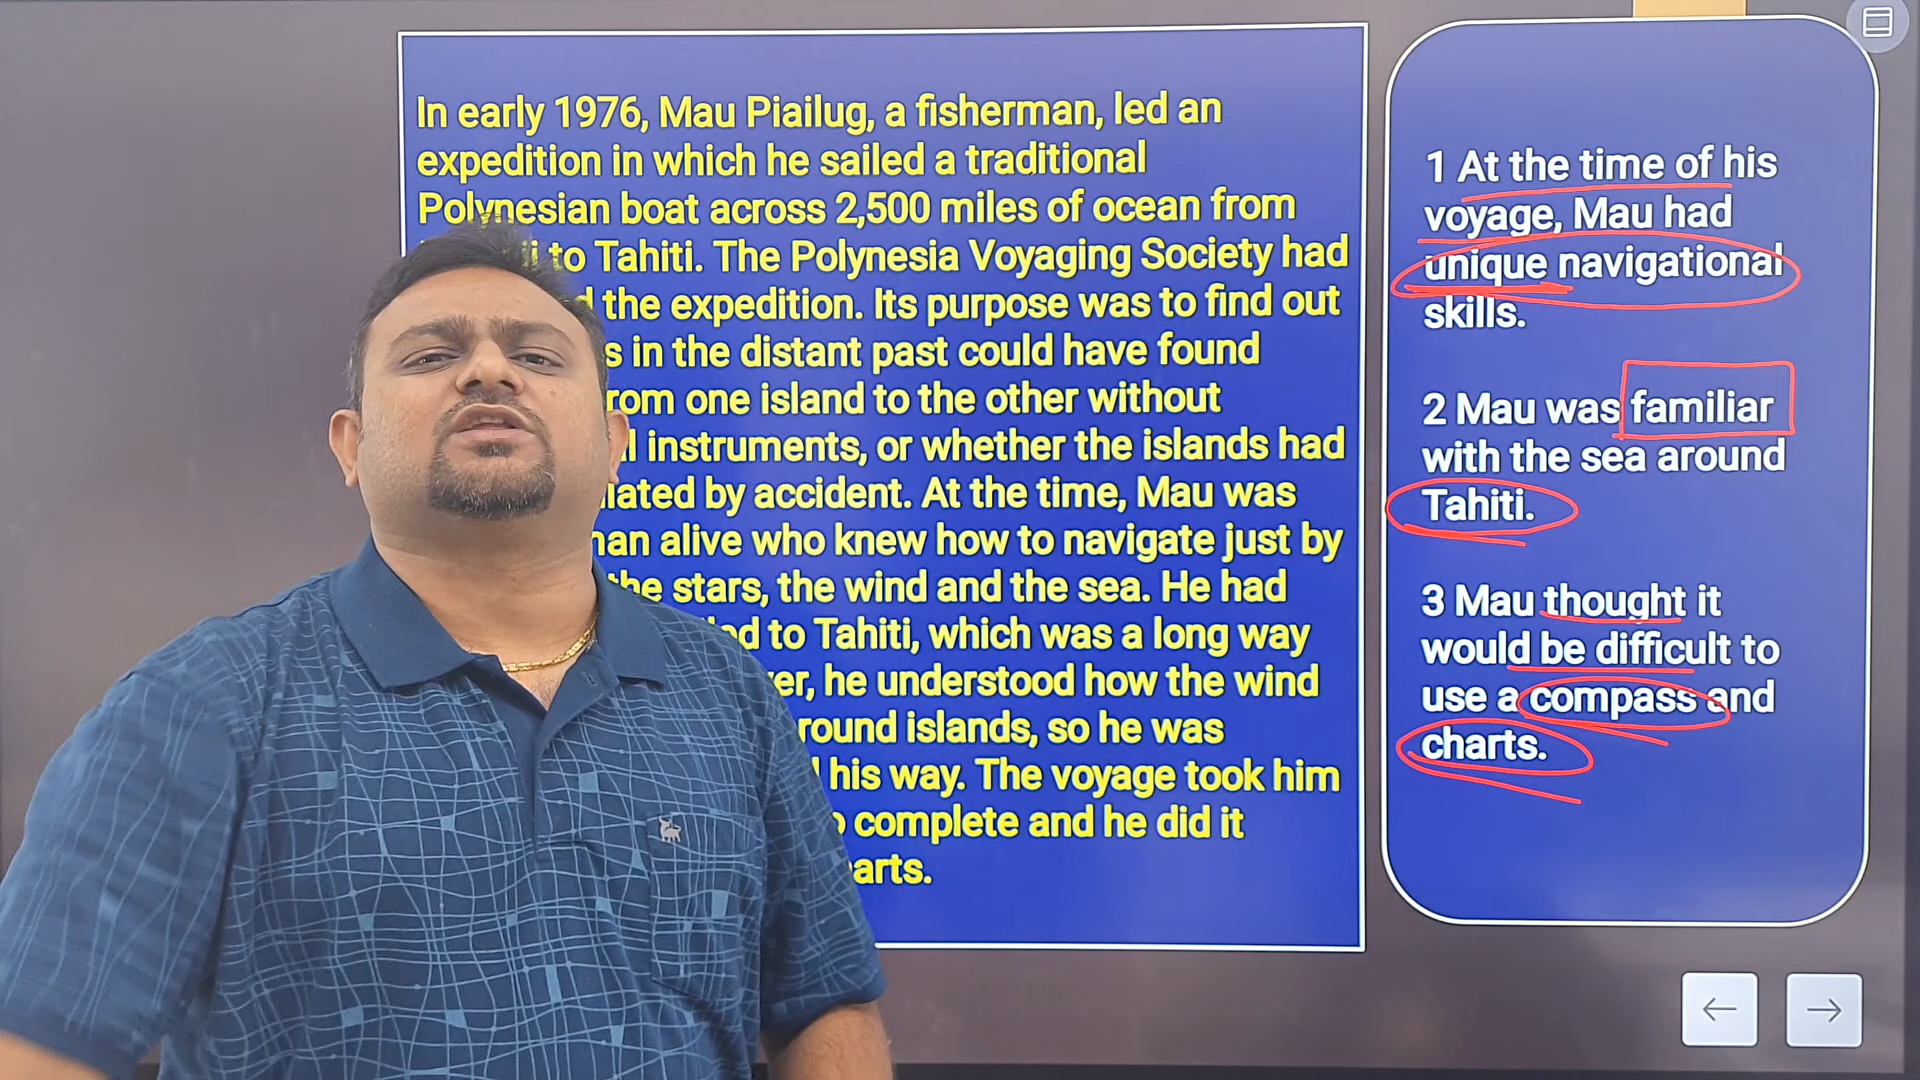 In early 1976, Mau Piailug, a fisherman, led an
expedition in which he sailed a traditional
Polynesian boat across 2,500 miles of ocean from
to Tahiti. The Polynesia Voyaging Society had
the expedition. Its purpose was to find out
in the distant past could have found
from one island to the other without
instruments, or whether the islands had
by accident. At the time, Mau was
alive who knew how to navigate just by
the stars, the wind and the sea. He had
to Tahiti, which was a long way
he understood how the wind
islands, so he was
his way. The voyage took him
complete and he did it
1 At the time of his
voyage, Mau had
unique navigational
skills.
2 Mau was familiar
with the sea around
Tahiti.
3 Mau thought it
would be difficult to
use a compass and
charts.